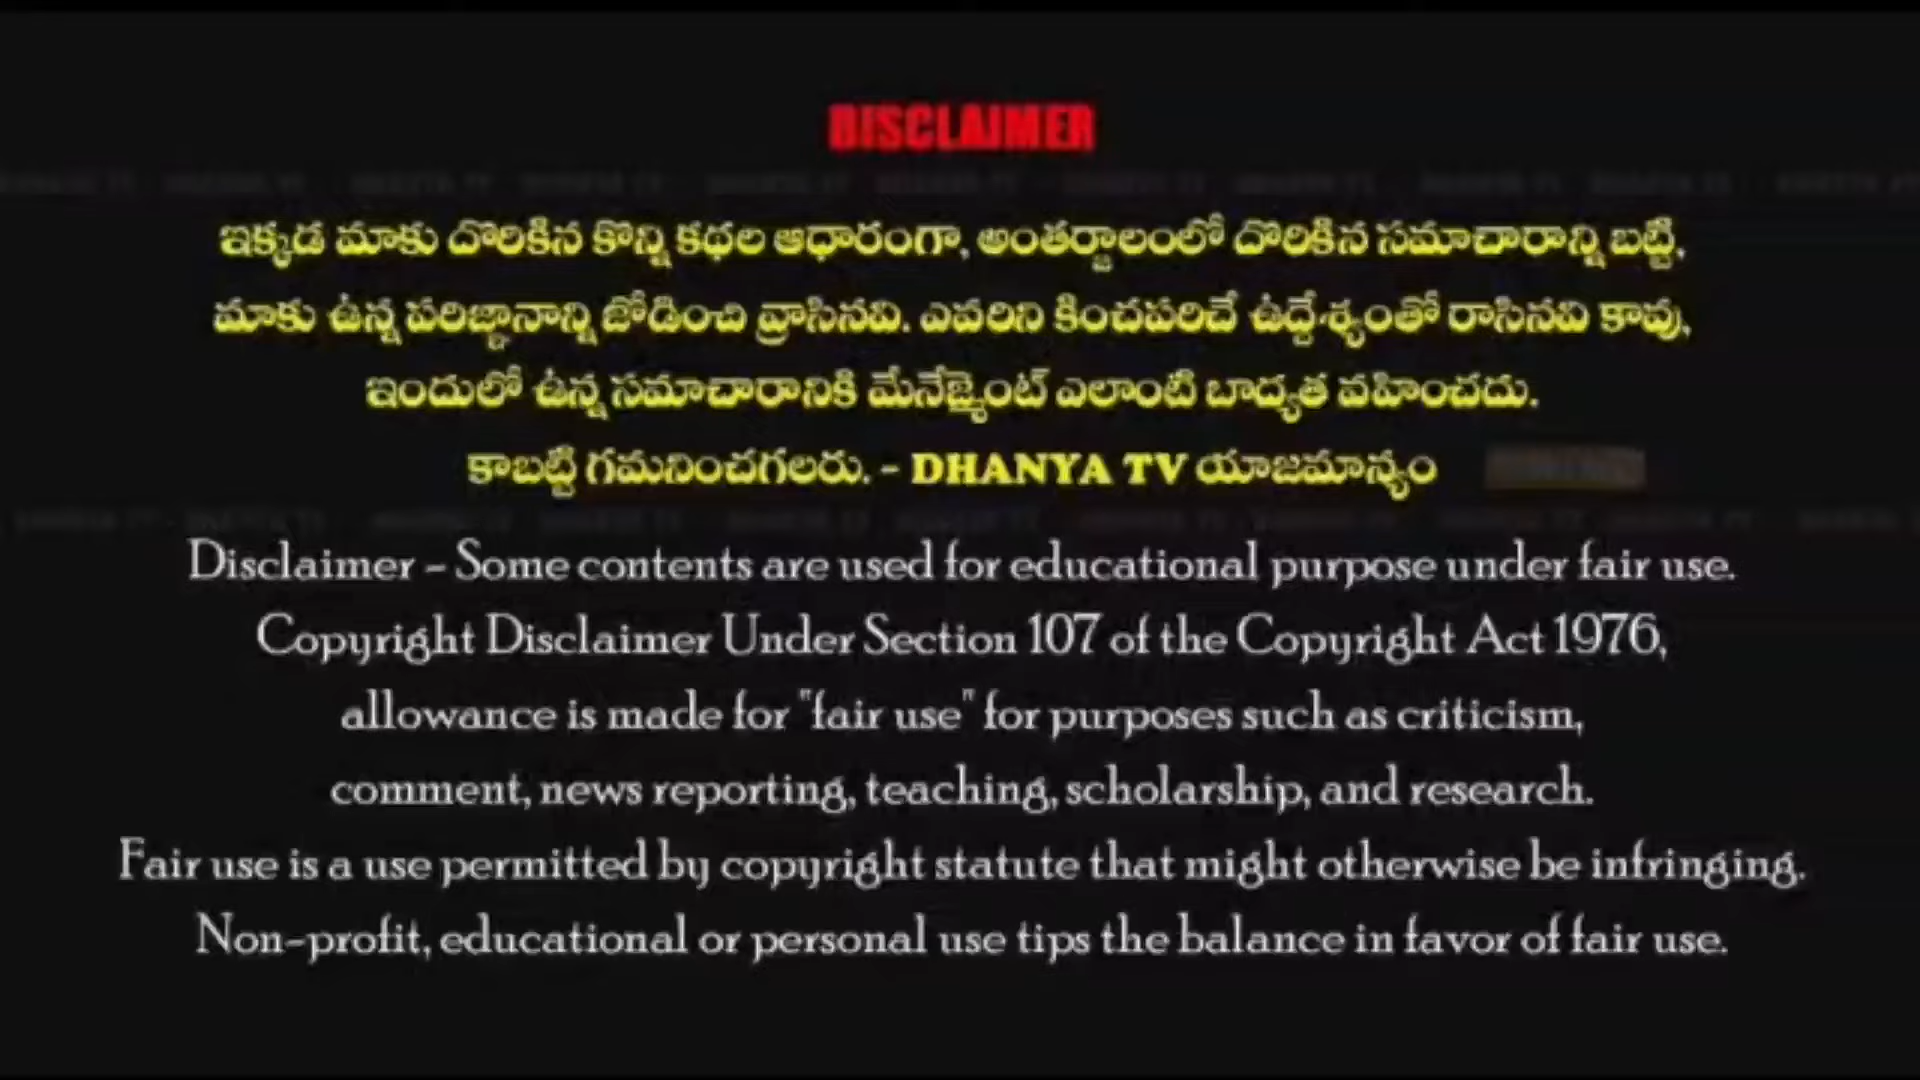 DISCLAIMER
ఇక్కడ మాకు దొరికిన కొన్ని కథల ఆధారంగా, అంతర్జాలంలో దొరికిన సమాచారాన్ని బట్టి,
మాకు ఉన్న పరిజ్ఞానాన్ని జోడించి వ్రాసినవి. ఎవరిని కించపరిచే ఉద్దేశ్యంతో రాసినవి కావు,
ఇందులో ఉన్న సమాచారానికి మేనేజ్మెంట్ ఎలాంటి బాద్యత వహించదు.
కాబట్టి గమనించగలరు. - DHANYA TV యాజమాన్యం
Disclaimer - Some contents are used for educational purpose under fair use.
Copyright Disclaimer Under Section 107 of the Copyright Act 1976,
allowance is made for "fair use" for purposes such as criticism,
comment, news reporting, teaching, scholarship, and research.
Fair use is a use permitted by copyright statute that might otherwise be infringing.
Non-profit, educational or personal use tips the balance in favor of fair use.